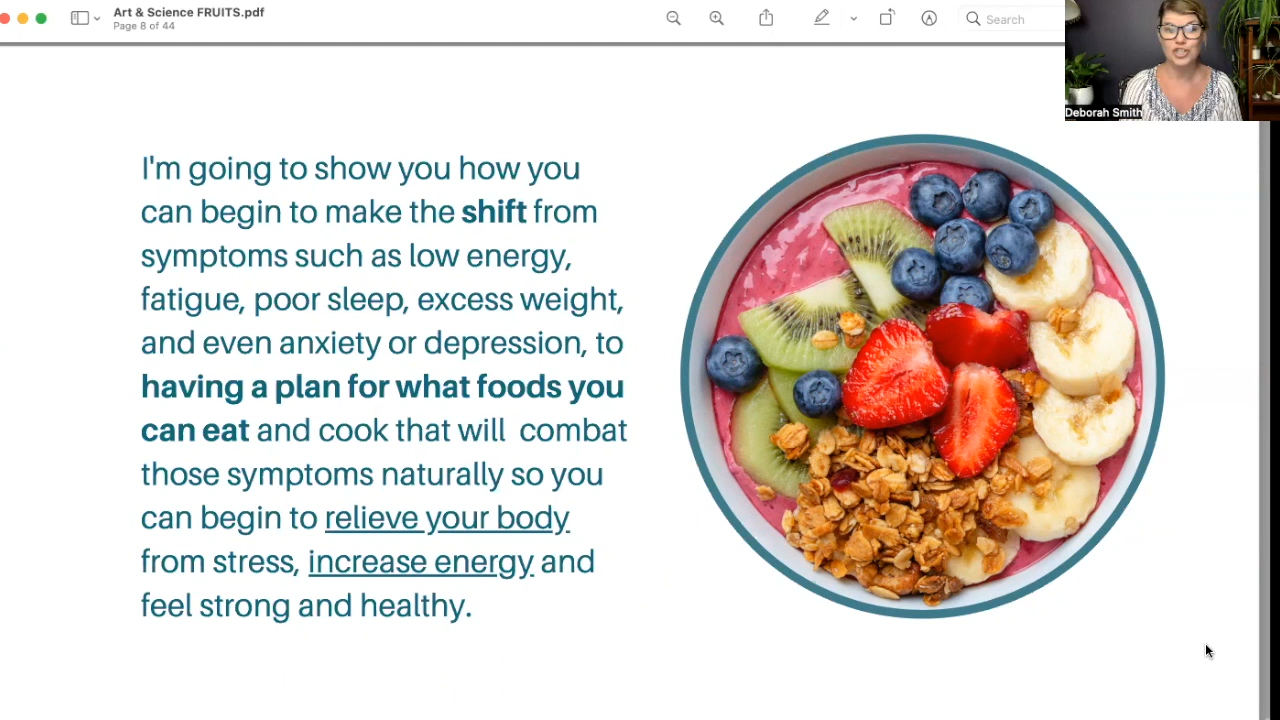 Art & Science FRUITS.pdf
Page 8 of 44
Search
Deborah Smith
I'm going to show you how you
can begin to make the shift from
symptoms such as low energy,
fatigue, poor sleep, excess weight,
and even anxiety or depression, to
having a plan for what foods you
can eat and cook that will  combat
those symptoms naturally so you
can begin to relieve your body
from stress, increase energy and
feel strong and healthy.